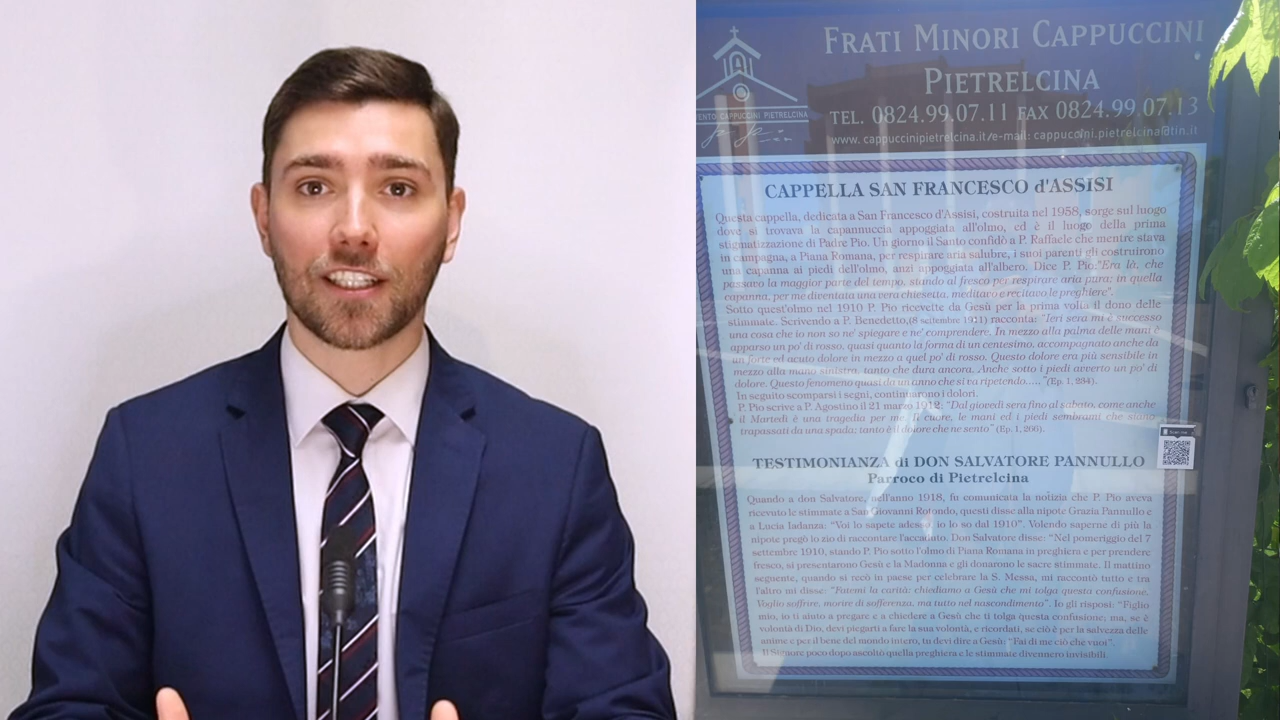 FRATI MINORI CAPPUCCINI
PIETRELCINA
TEL. 0824.99.07.11 FAX 0824.99.07.13
www.cappuccinipietrelcina.it/e-mail: cappuccini.pietrelcina@tin.it
CONVENTO CAPPUCCINI PIETRELCINA
CAPPELLA SAN FRANCESCO d'ASSISI
Questa cappella, dedicata a San Francesco d'Assisi, costruita nel 1958, sorge sul luogo
dove si trovava la capannuccia appoggiata all'olmo, ed è il luogo della prima
stigmatizzazione di Padre Pio. Un giorno il Santo confidò a P. Raffaele che mentre stava
in campagna, a Piana Romana, per respirare aria salubre, i suoi parenti gli costruirono
una capanna ai piedi dell'olmo, anzi appoggiata all'albero. Dice P. Pio:"Era là, che
passavo la maggior parte del tempo, stando al fresco per respirare aria pura: in quella
capanna, per me diventata una vera chiesetta, meditavo e recitavo le preghiere".
Sotto quest'olmo nel 1910 P. Pio ricevette da Gesù per la prima volta il dono delle
stimmate. Scrivendo a P. Benedetto,(8 settembre 1911) racconta: "Ieri sera mi è successo
una cosa che io non so ne' spiegare e ne' comprendere. In mezzo alla palma delle mani è
apparso un po' di rosso, quasi quanto la forma di un centesimo, accompagnato anche da
un forte ed acuto dolore in mezzo a quel po' di rosso. Questo dolore era più sensibile in
mezzo alla mano sinistra, tanto che dura ancora. Anche sotto i piedi avverto un po' di
dolore. Questo fenomeno quasi da un anno che si va ripetendo....., "(Ep. 1, 234).
In seguito scomparsi i segni, continuarono i dolori.
P. Pio scrive a P. Agostino il 21 marzo 1912: "Dal giovedì sera fino al sabato, come anche
il Martedì è una tragedia per me. Il cuore, le mani ed i piedi sembrami che siano
trapassati da una spada; tanto è il dolore che ne sento" (Ep. 1, 266).
Scan me
TESTIMONIANZA di DON SALVATORE PANNULLO
Parroco di Pietrelcina
Quando a don Salvatore, nell'anno 1918, fu comunicata la notizia che P. Pio aveva
ricevuto le stimmate a San Giovanni Rotondo, questi disse alla nipote Grazia Pannullo e
a Lucia Iadanza: "Voi lo sapete adesso, io lo so dal 1910". Volendo saperne di più la
nipote pregò lo zio di raccontare l'accaduto. Don Salvatore disse: "Nel pomeriggio del 7
settembre 1910, stando P. Pio sotto l'olmo di Piana Romana in preghiera e per prendere
fresco, si presentarono Gesù e la Madonna e gli donarono le sacre stimmate. Il mattino
seguente, quando si recò in paese per celebrare la S. Messa, mi raccontò tutto e tra
l'altro mi disse: "Fatemi la carità: chiediamo a Gesù che mi tolga questa confusione.
Voglio soffrire, morire di sofferenza, ma tutto nel nascondimento". Io gli risposi: "Figlio
mio, io ti aiuto a pregare e a chiedere a Gesù che ti tolga questa confusione; ma, se è
volontà di Dio, devi piegarti a fare la sua volontà, e ricordati, se ciò è per la salvezza delle
anime e per il bene del mondo intero, tu devi dire a Gesù: "Fai di me ciò che vuoi".
Il Signore poco dopo ascoltò quella preghiera e le stimmate divennero invisibili